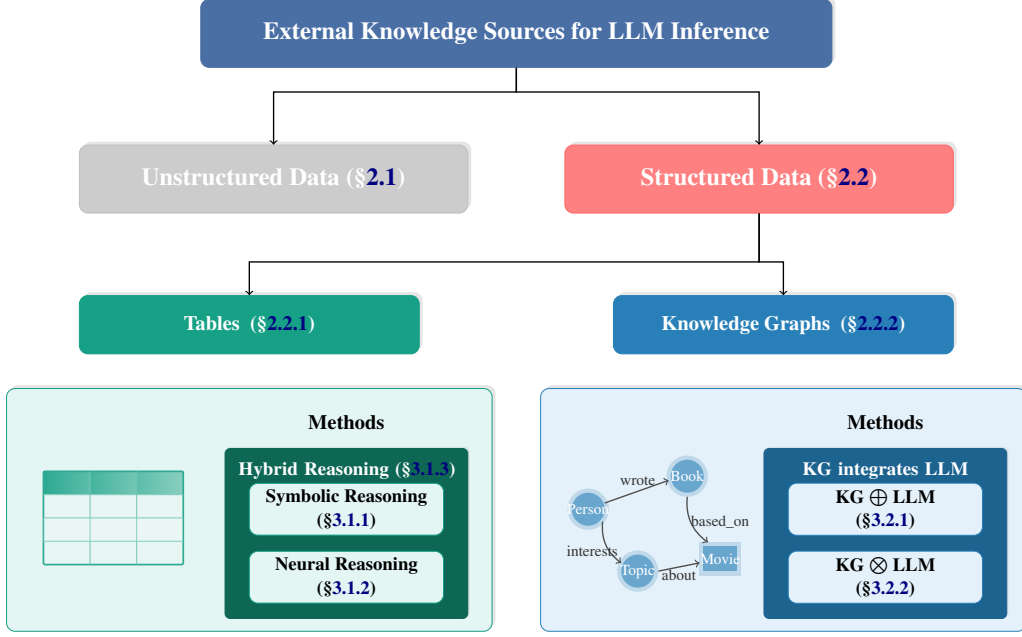 External Knowledge Sources for LLM Inference
Unstructured Data (§2.1)
Structured Data (§2.2)
Tables (§2.2.1)
Knowledge Graphs (§2.2.2)
Methods
Hybrid Reasoning (§3.1.3)
Symbolic Reasoning
(§3.1.1)
Neural Reasoning
(§3.1.2)
Methods
Person
wrote
Book
based_on
interests
Topic
about
Movie
KG integrates LLM
KG ⊕ LLM
(§3.2.1)
KG ⊗ LLM
(§3.2.2)